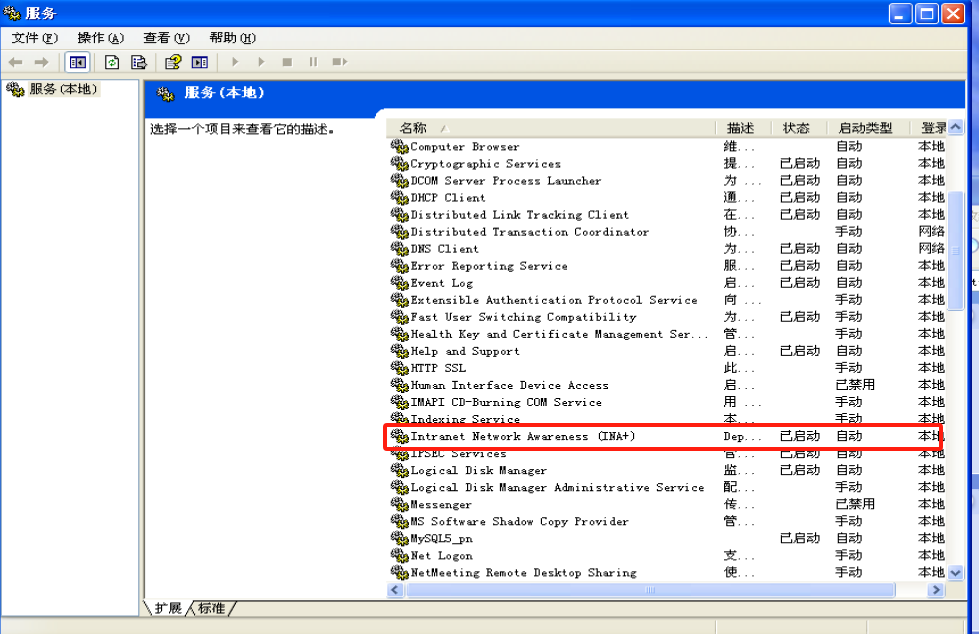 服务
文件(F) 操作(A) 查看(V) 帮助(H)
服务(本地)
服务(本地)
选择一个项目来查看它的描述。
名称 描述 状态 启动类型 登录
Computer Browser 维... 自动 本地
Cryptographic Services 提... 已启动 自动 本地
DCOM Server Process Launcher 为 ... 已启动 自动 本地
DHCP Client 通... 已启动 自动 本地
Distributed Link Tracking Client 在... 已启动 自动 本地
Distributed Transaction Coordinator 协... 手动 网络
DNS Client 为... 已启动 自动 网络
Error Reporting Service 服... 已启动 自动 本地
Event Log 启... 已启动 自动 本地
Extensible Authentication Protocol Service 向 ... 手动 本地
Fast User Switching Compatibility 为... 已启动 手动 本地
Health Key and Certificate Management Ser... 管... 手动 本地
Help and Support 启... 已启动 自动 本地
HTTP SSL 此... 手动 本地
Human Interface Device Access 启... 已禁用 本地
IMAPI CD-Burning COM Service 用 ... 手动 本地
Indexing Service 本... 手动 本地
Intranet Network Awareness (INA+) Dep... 已启动 自动 本地
IPSEC Services 管... 已启动 自动 本地
Logical Disk Manager 监... 已启动 自动 本地
Logical Disk Manager Administrative Service 配... 手动 本地
Messenger 传... 已禁用 本地
MS Software Shadow Copy Provider 管... 手动 本地
MySQL5_pn 已启动 自动 本地
Net Logon 支... 手动 本地
NetMeeting Remote Desktop Sharing 使... 手动 本地
扩展 标准